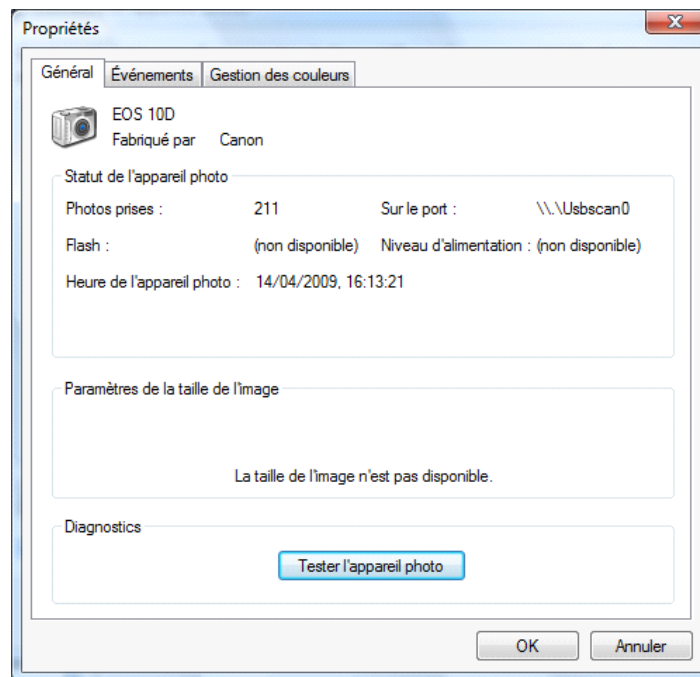 Propriétés
Général Événements Gestion des couleurs
EOS 10D
Fabriqué par Canon
Statut de l'appareil photo
Photos prises : 211 Sur le port : \\.\Usbscan0
Flash : (non disponible) Niveau d'alimentation : (non disponible)
Heure de l'appareil photo : 14/04/2009, 16:13:21
Paramètres de la taille de l'image
La taille de l'image n'est pas disponible.
Diagnostics
Tester l'appareil photo
OK Annuler